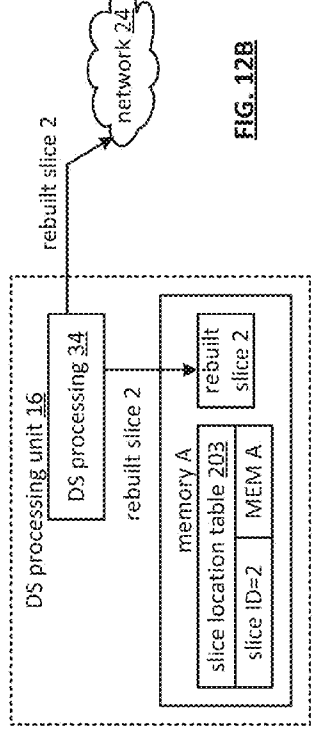 DS processing unit 16
DS processing 34
rebuilt slice 2
network 24
rebuilt slice 2
memory A
slice location table 203
slice ID=2
MEM A
rebuilt
slice 2
FIG. 12B